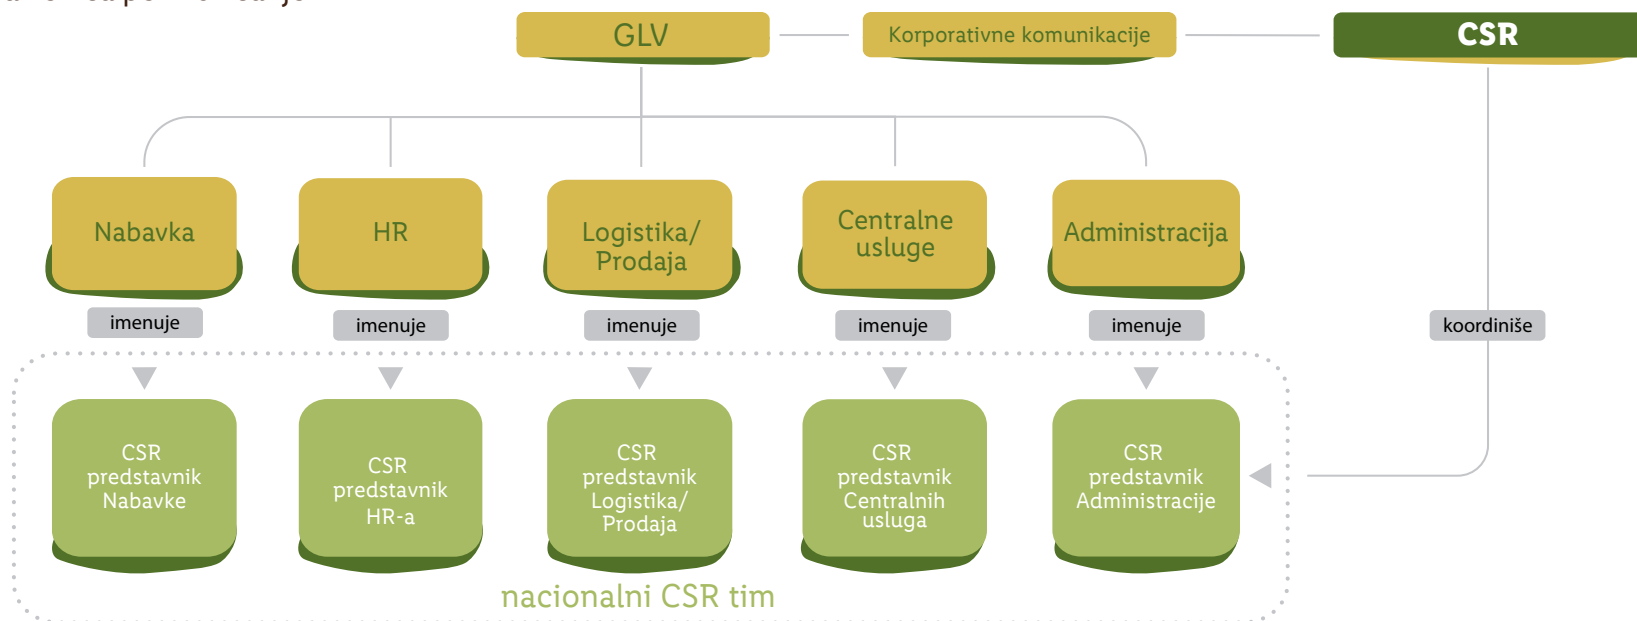 GLV
Korporativne komunikacije
CSR
Nabavka
HR
Logistika/
Prodaja
Centralne
usluge
Administracija
imenuje
imenuje
imenuje
imenuje
imenuje
koordiniše
CSR
predstavnik
Nabavke
CSR
predstavnik
HR-a
CSR
predstavnik
Logistika/
Prodaja
CSR
predstavnik
Centralnih
usluga
CSR
predstavnik
Administracije
nacionalni CSR tim